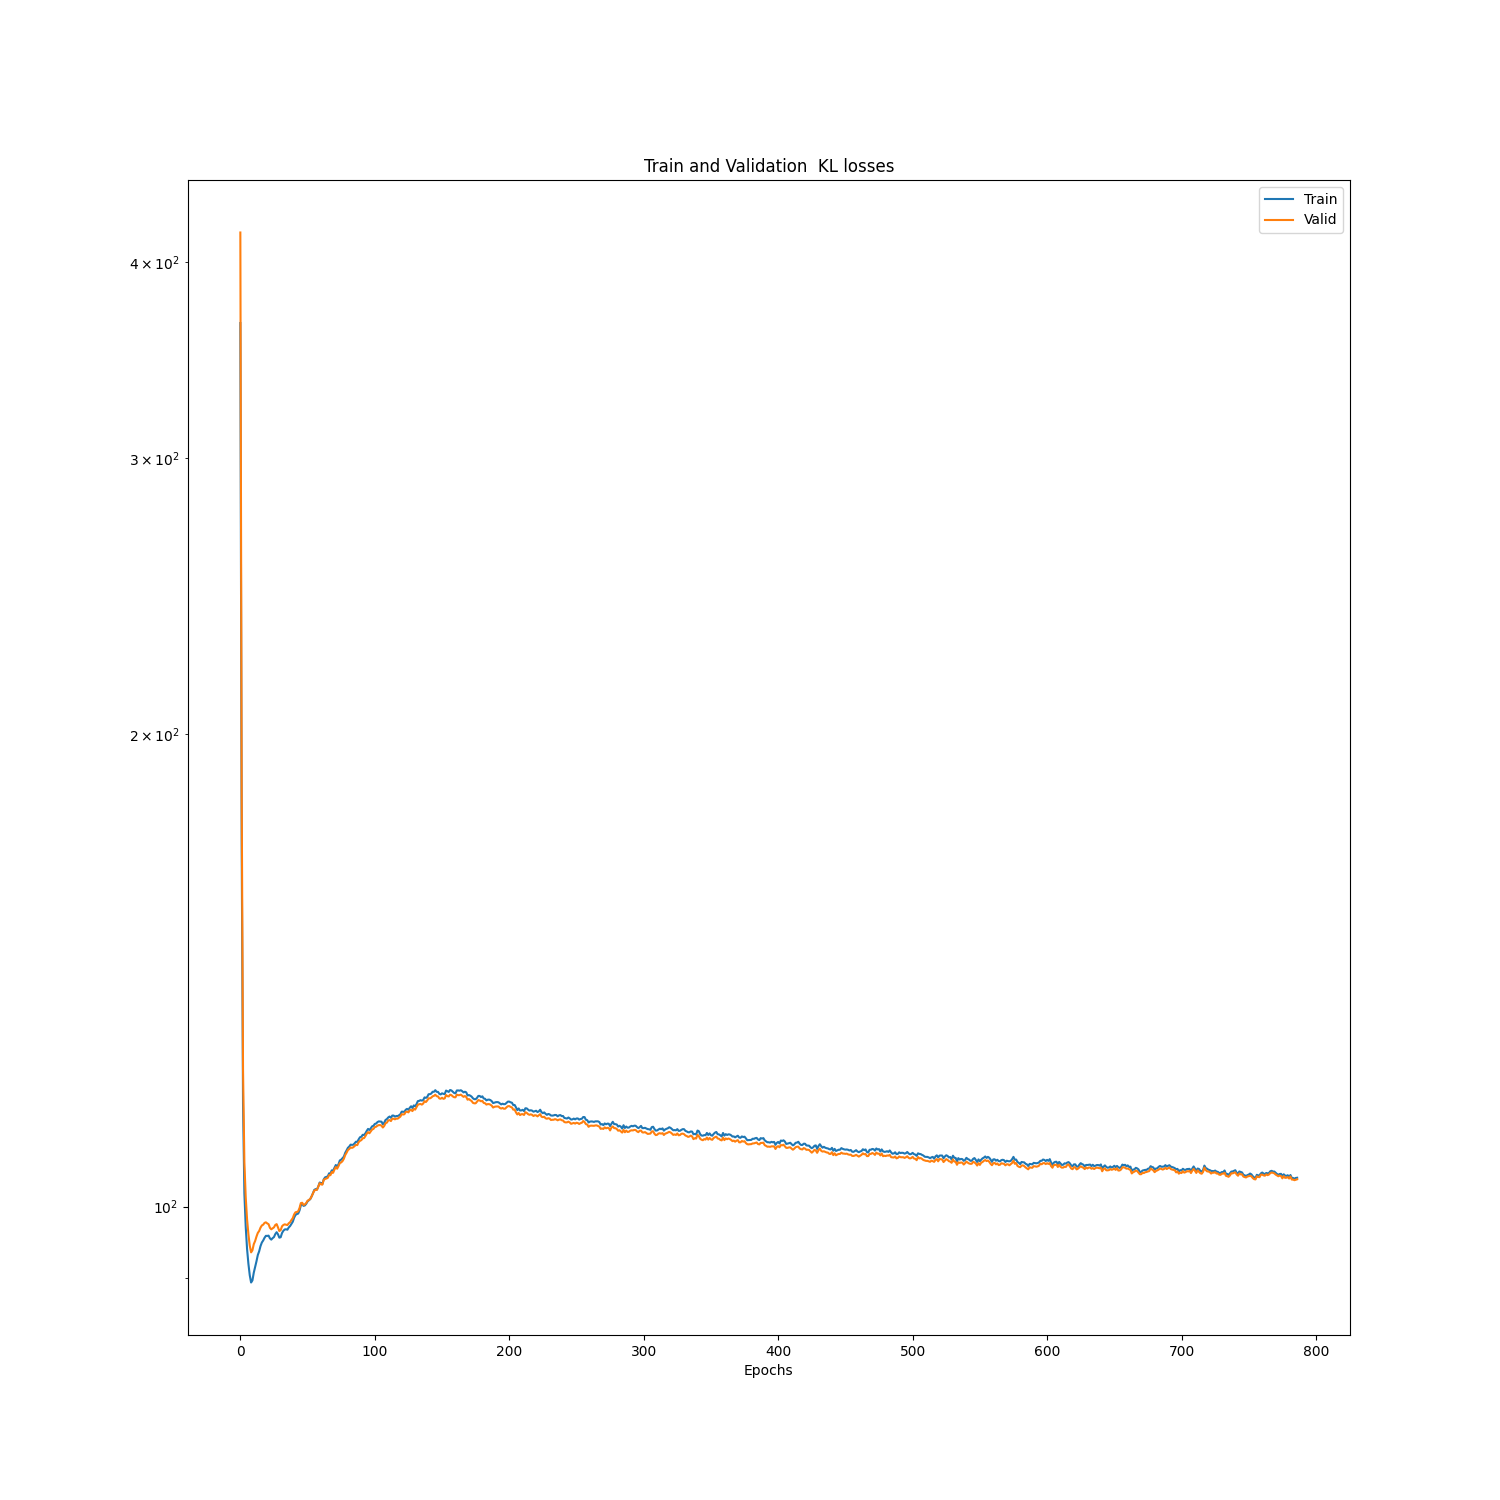 Train and Validation  KL losses
Train
Valid
4 × 10²
3 × 10²
2 × 10²
10²
0 100 200 300 400 500 600 700 800
Epochs